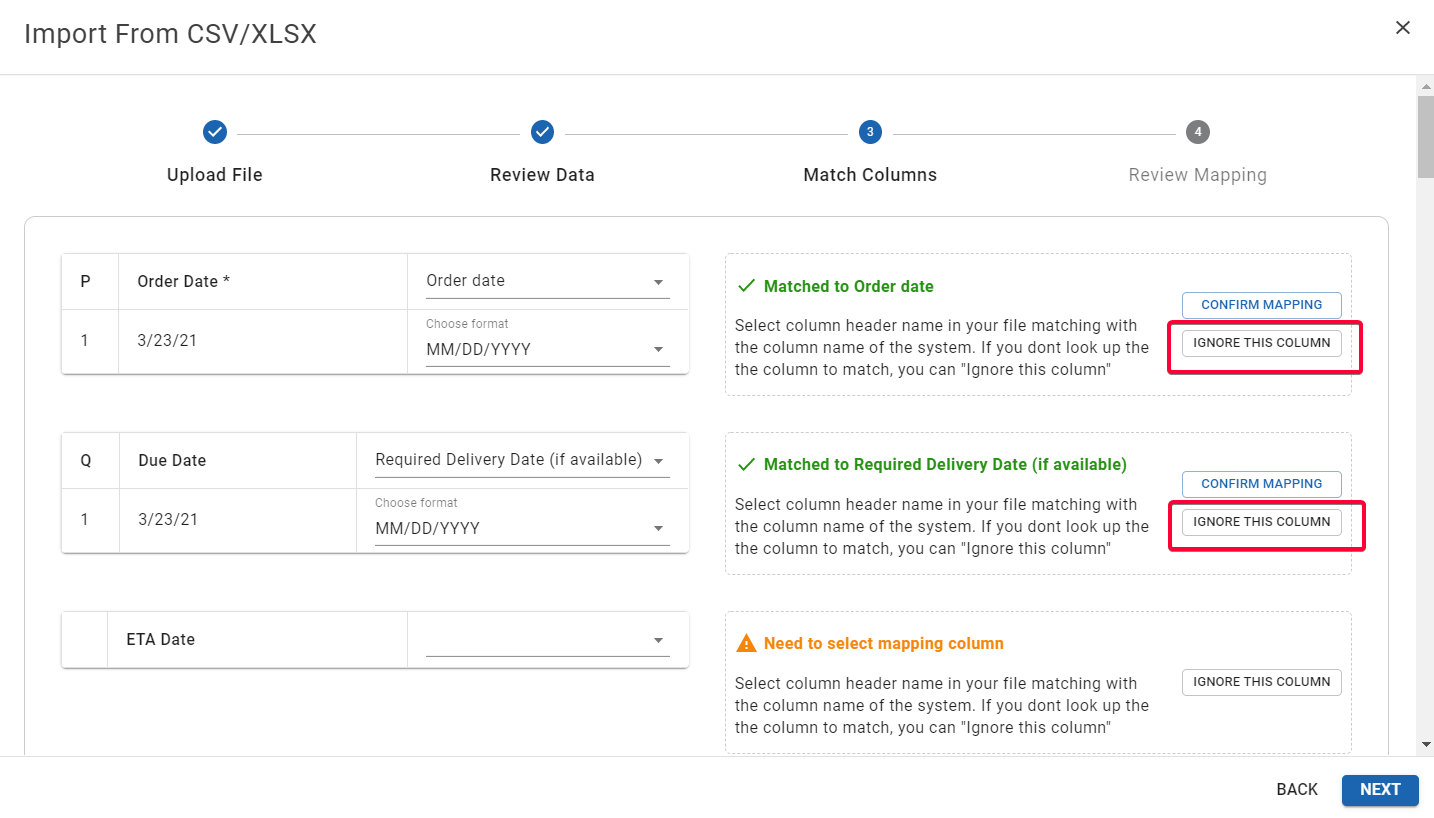 Import From CSV/XLSX
3
4
Upload File
Review Data
Match Columns
Review Mapping
P
Order Date *
Order date
1
3/23/21
Choose format
MM/DD/YYYY
Matched to Order date
Select column header name in your file matching with
the column name of the system. If you dont look up the
the column to match, you can "Ignore this column"
CONFIRM MAPPING
IGNORE THIS COLUMN
Q
Due Date
Required Delivery Date (if available)
1
3/23/21
Choose format
MM/DD/YYYY
Matched to Required Delivery Date (if available)
Select column header name in your file matching with
the column name of the system. If you dont look up the
the column to match, you can "Ignore this column"
CONFIRM MAPPING
IGNORE THIS COLUMN
ETA Date
Need to select mapping column
Select column header name in your file matching with
the column name of the system. If you dont look up the
the column to match, you can "Ignore this column"
IGNORE THIS COLUMN
BACK
NEXT